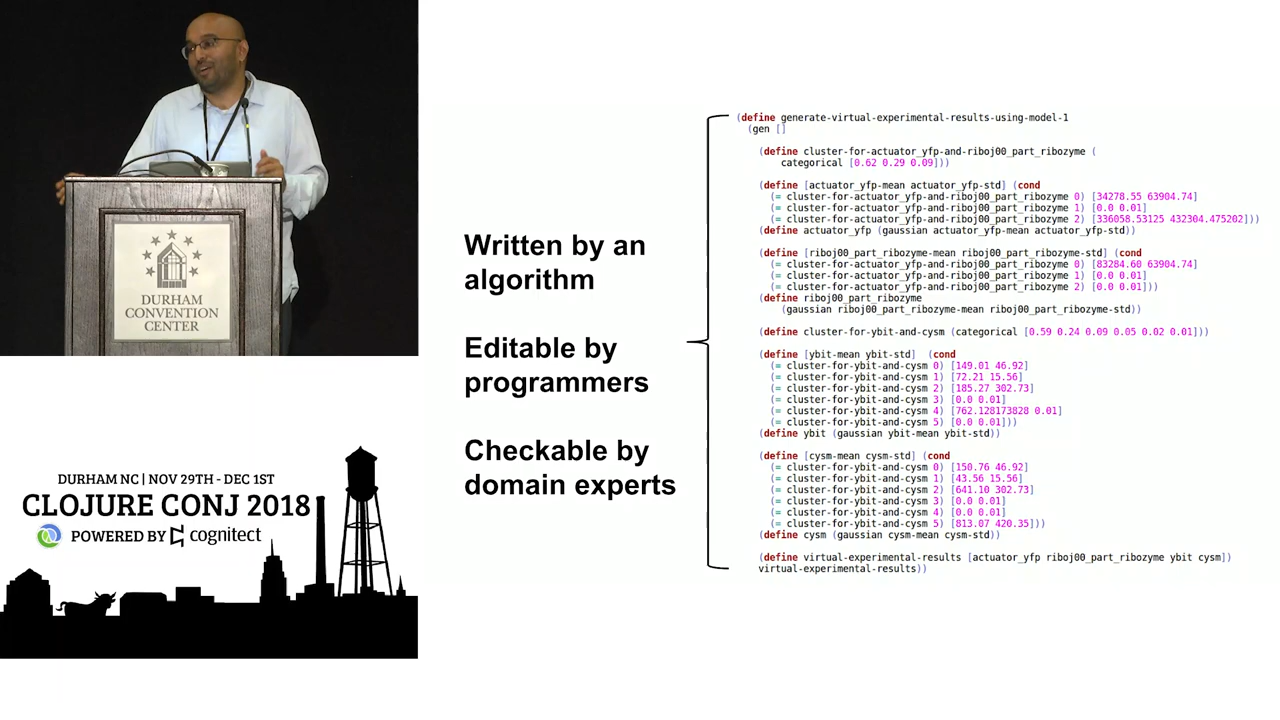 DURHAM
CONVENTION
CENTER
DURHAM NC | NOV 29TH - DEC 1ST
CLOJURE CONJ 2018
POWERED BY cognitect
Written by an
algorithm
Editable by
programmers
Checkable by
domain experts
(define generate-virtual-experimental-results-using-model-1
(gen []
(define cluster-for-actuator_yfp-and-riboj00_part_ribozyme (
categorical [0.62 0.29 0.09]))
(define [actuator_yfp-mean actuator_yfp-std] (cond
(= cluster-for-actuator_yfp-and-riboj00_part_ribozyme 0) [34278.55 63904.74]
(= cluster-for-actuator_yfp-and-riboj00_part_ribozyme 1) [0.0 0.01]
(= cluster-for-actuator_yfp-and-riboj00_part_ribozyme 2) [336058.53125 432304.475202]))
(define actuator_yfp (gaussian actuator_yfp-mean actuator_yfp-std))
(define [riboj00_part_ribozyme-mean riboj00_part_ribozyme-std] (cond
(= cluster-for-actuator_yfp-and-riboj00_part_ribozyme 0) [83284.60 63904.74]
(= cluster-for-actuator_yfp-and-riboj00_part_ribozyme 1) [0.0 0.01]
(= cluster-for-actuator_yfp-and-riboj00_part_ribozyme 2) [0.0 0.01]))
(define riboj00_part_ribozyme
(gaussian riboj00_part_ribozyme-mean riboj00_part_ribozyme-std))
(define cluster-for-ybit-and-cysm (categorical [0.59 0.24 0.09 0.05 0.02 0.01]))
(define [ybit-mean ybit-std] (cond
(= cluster-for-ybit-and-cysm 0) [149.01 46.92]
(= cluster-for-ybit-and-cysm 1) [72.21 15.56]
(= cluster-for-ybit-and-cysm 2) [185.27 302.73]
(= cluster-for-ybit-and-cysm 3) [0.0 0.01]
(= cluster-for-ybit-and-cysm 4) [762.128173828 0.01]
(= cluster-for-ybit-and-cysm 5) [0.0 0.01]))
(define ybit (gaussian ybit-mean ybit-std))
(define [cysm-mean cysm-std] (cond
(= cluster-for-ybit-and-cysm 0) [150.76 46.92]
(= cluster-for-ybit-and-cysm 1) [43.56 15.56]
(= cluster-for-ybit-and-cysm 2) [641.10 302.73]
(= cluster-for-ybit-and-cysm 3) [0.0 0.01]
(= cluster-for-ybit-and-cysm 4) [0.0 0.01]
(= cluster-for-ybit-and-cysm 5) [813.07 420.35]))
(define cysm (gaussian cysm-mean cysm-std))
(define virtual-experimental-results [actuator_yfp riboj00_part_ribozyme ybit cysm])
virtual-experimental-results))